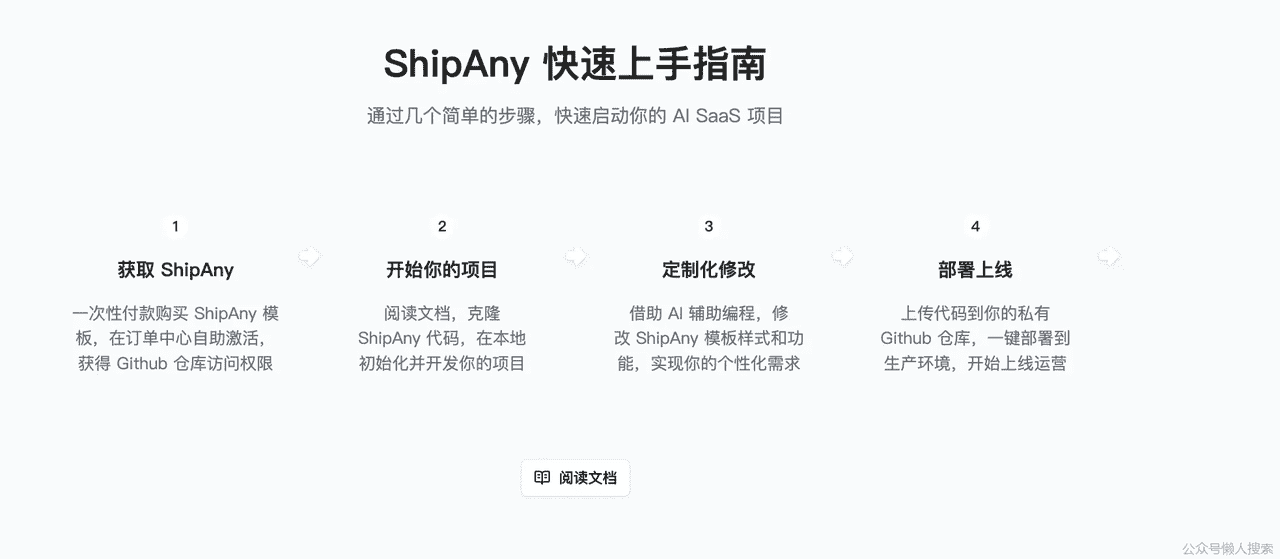 ShipAny 快速上手指南
通过几个简单的步骤，快速启动你的 AI SaaS 项目
1
获取 ShipAny
一次性付款购买 ShipAny 模
板，在订单中心自助激活，
获得 Github 仓库访问权限
2
开始你的项目
阅读文档，克隆
ShipAny 代码，在本地
初始化并开发你的项目
3
定制化修改
借助 AI 辅助编程，修
改 ShipAny 模板样式和功
能，实现你的个性化需求
4
部署上线
上传代码到你的私有
Github 仓库，一键部署到
生产环境，开始上线运营
阅读文档
公众号懒人搜索